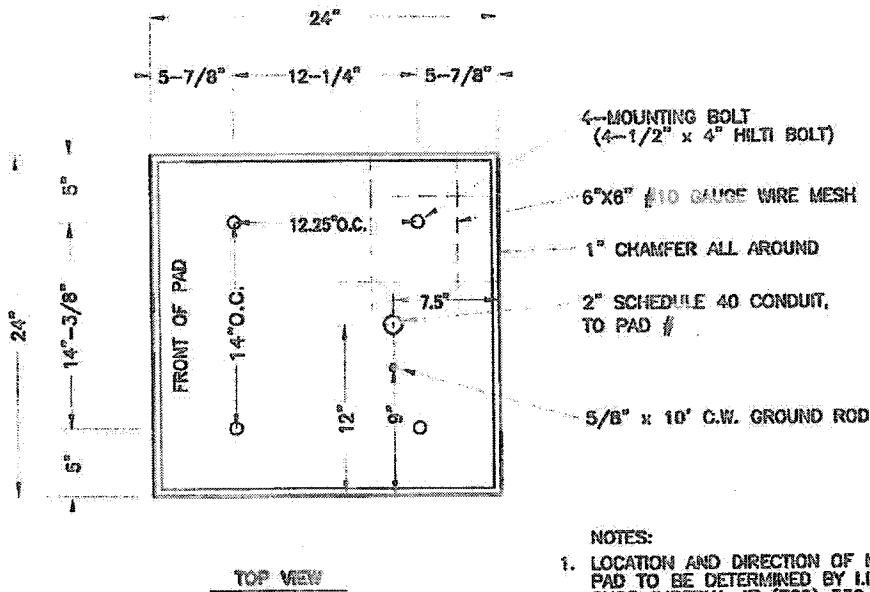 24"
5-7/8" 12-1/4" 5-7/8"
4-MOUNTING BOLT
(4-1/2" x 4" HILTI BOLT)
5"
6"X6" #10 GAUGE WIRE MESH
12.25"O.C.
1" CHAMFER ALL AROUND
FRONT OF PAD
7.5"
2" SCHEDULE 40 CONDUIT,
TO PAD #
24"
14"-3/8"
14"O.C.
12"
9"
5/8" x 10' C.W. GROUND ROD
5"
NOTES:
1. LOCATION AND DIRECTION OF
PAD TO BE DETERMINED BY
TOP VIEW